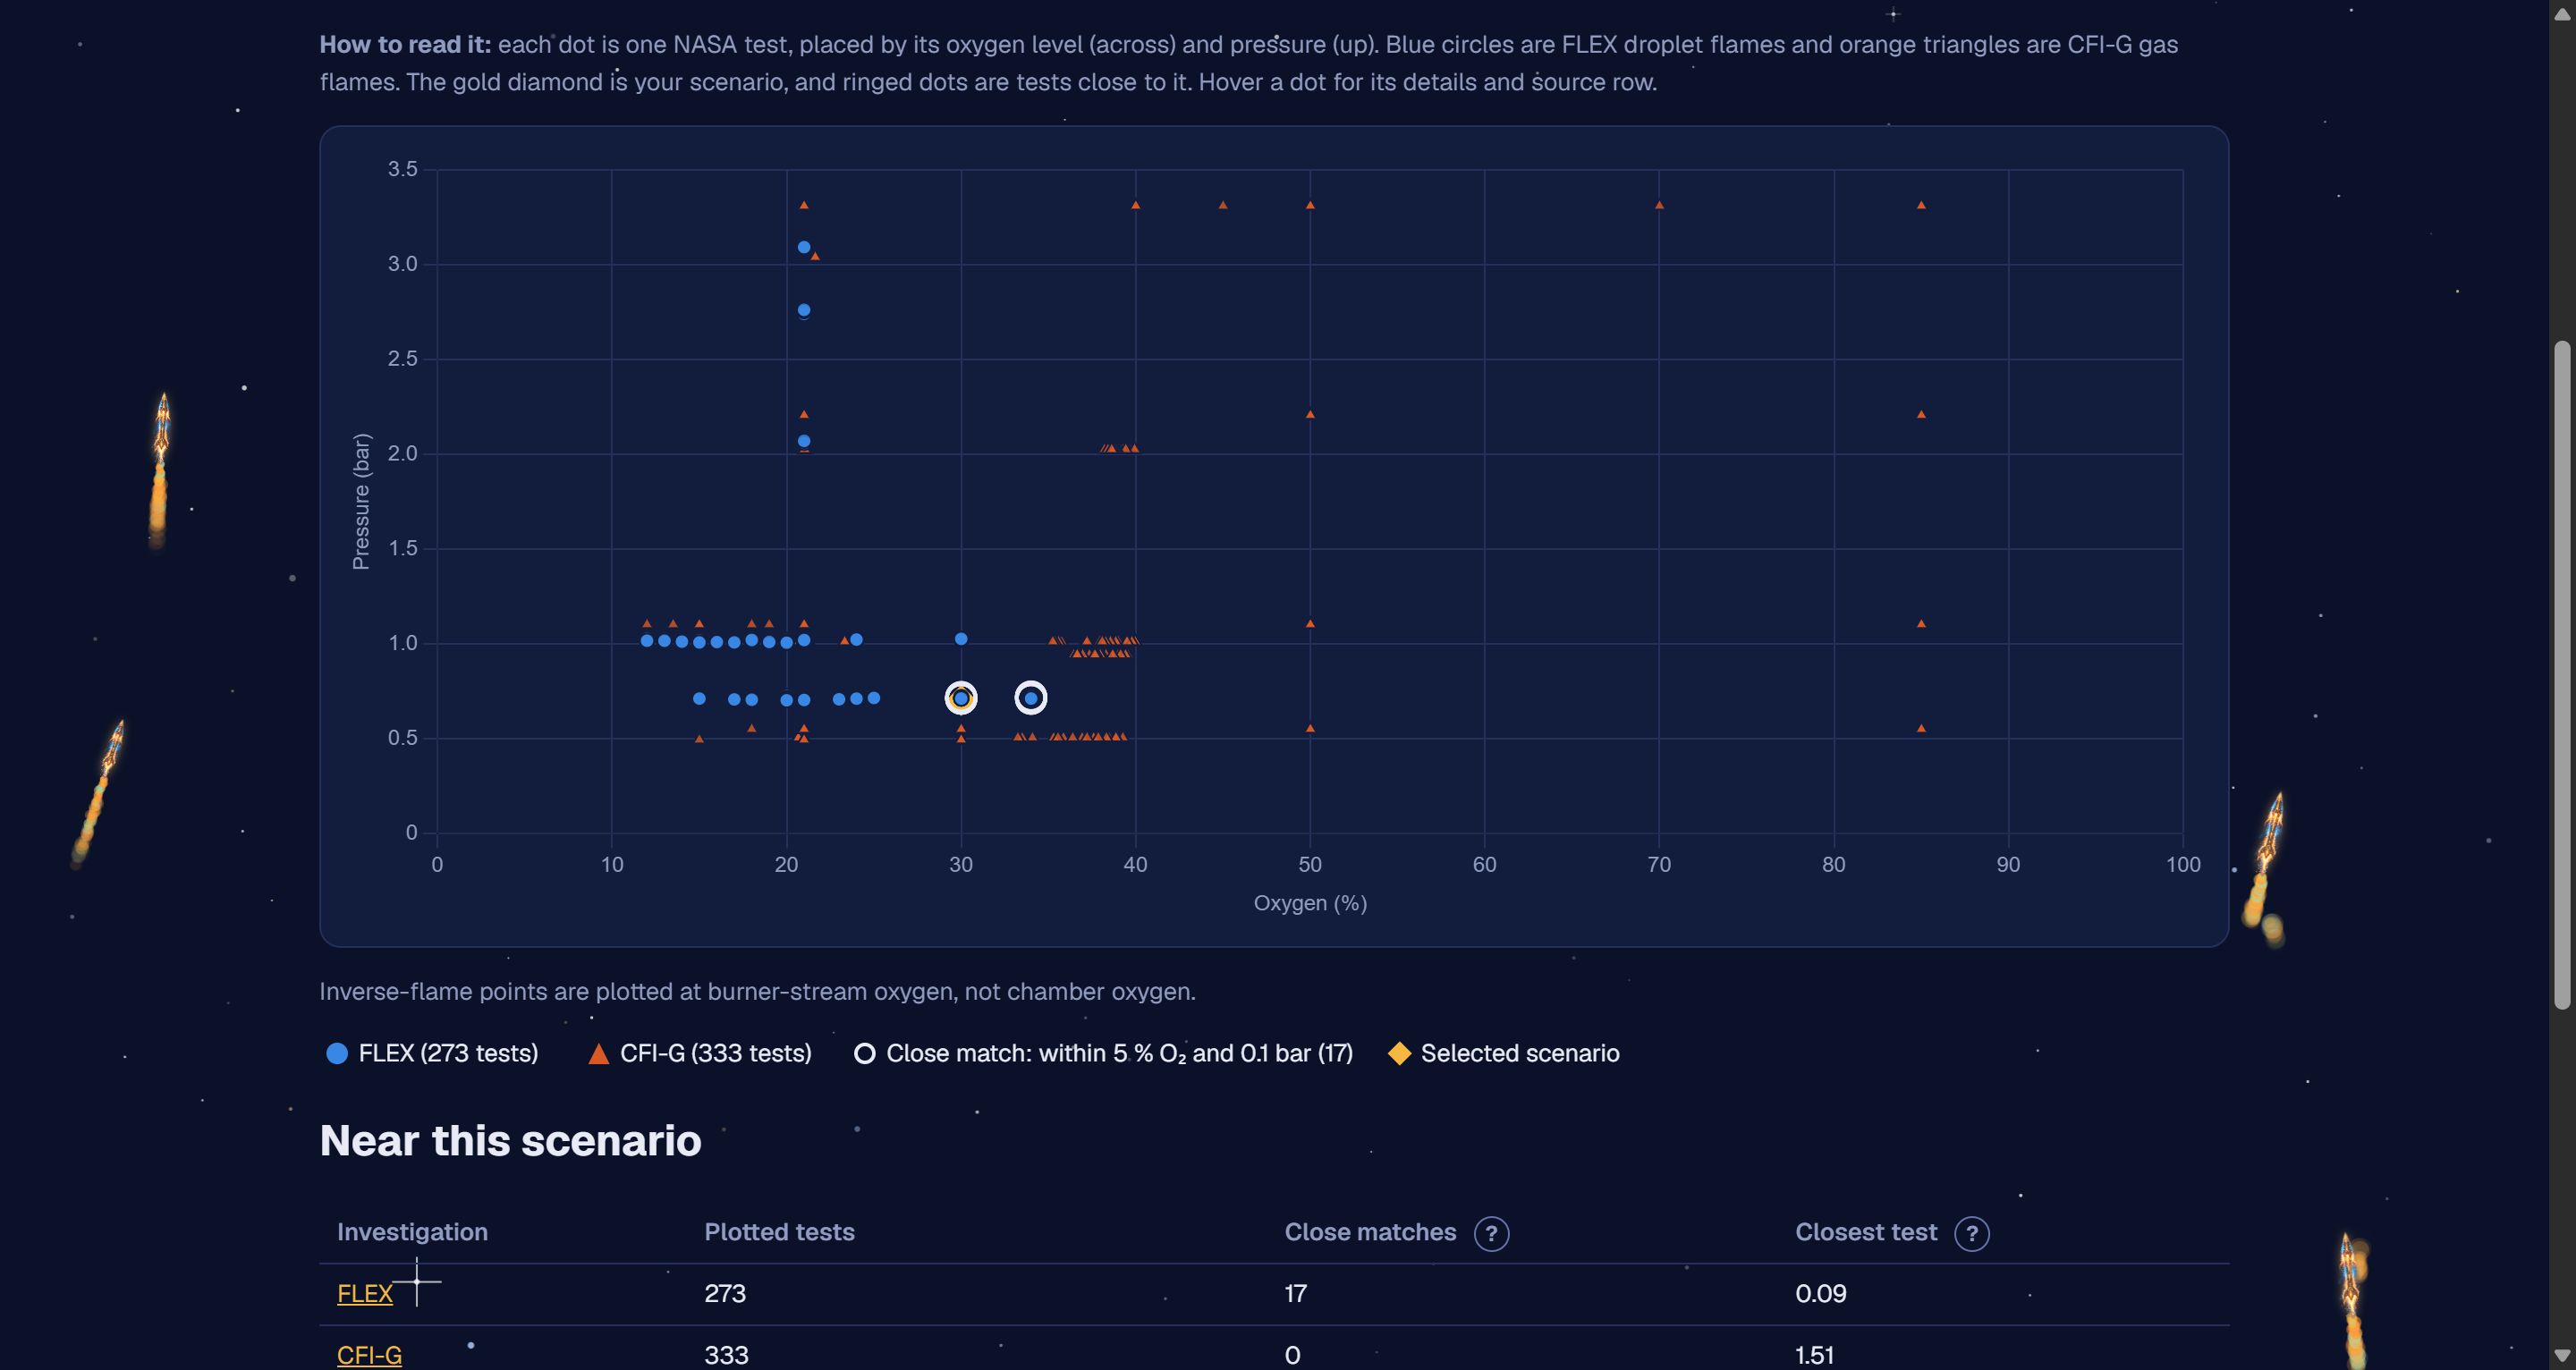 How to read it: each dot is one NASA test, placed by its oxygen level (across) and pressure (up). Blue circles are FLEX droplet flames and orange triangles are CFI-G gas
flames. The gold diamond is your scenario, and ringed dots are tests close to it. Hover a dot for its details and source row.
3.5
3.0
2.5
2.0
1.5
1.0
0.5
0
Pressure (bar)
0 10 20 30 40 50 60 70 80 90 100
Oxygen (%)
Inverse-flame points are plotted at burner-stream oxygen, not chamber oxygen.
FLEX (273 tests) CFI-G (333 tests) Close match: within 5 % O₂ and 0.1 bar (17) Selected scenario
Near this scenario
Investigation Plotted tests Close matches ? Closest test ?
FLEX 273 17 0.09
CFI-G 333 0 1.51